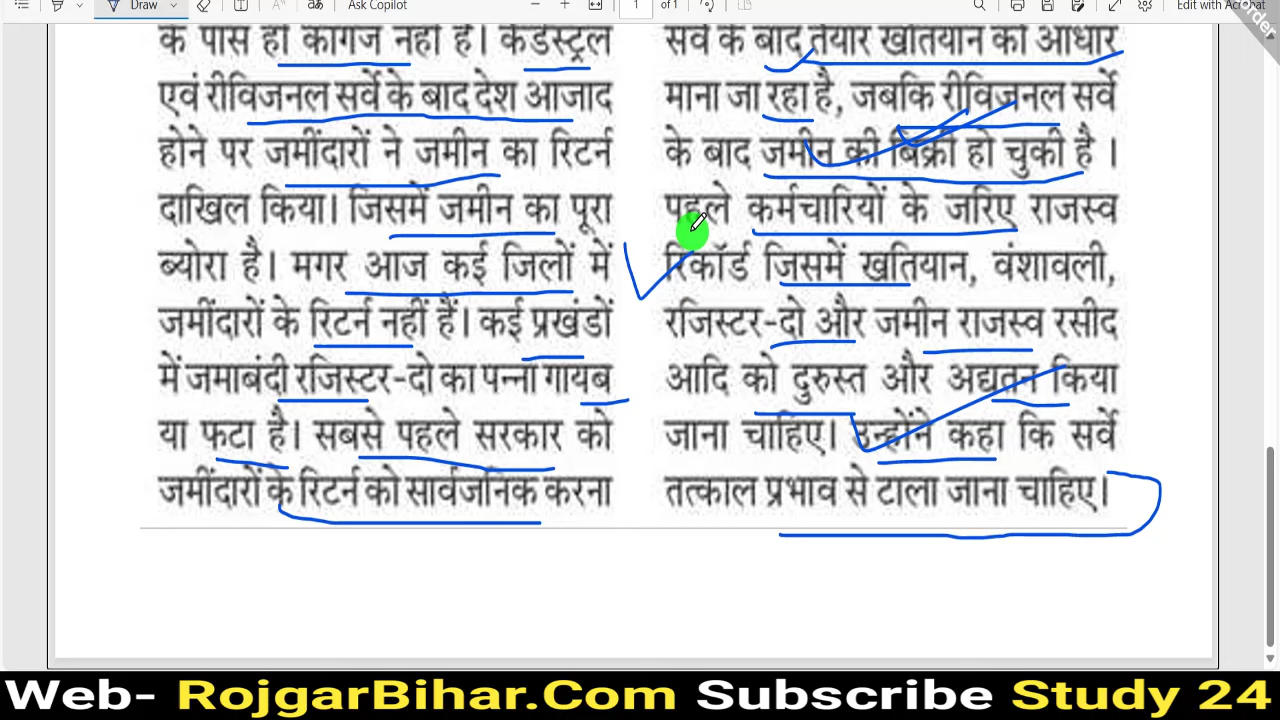 Draw
Ask Copilot
1 of 1
Edit with Acrobat
order
के पास ही कागज नहीं है। कैडेस्ट्रल
एवं रीविजनल सर्वे के बाद देश आजाद
होने पर जमींदारों ने जमीन का रिटर्न
दाखिल किया। जिसमें जमीन का पूरा
ब्योरा है। मगर आज कई जिलों में
जमींदारों के रिटर्न नहीं हैं। कई प्रखंडों
में जमाबंदी रजिस्टर-दो का पन्ना गायब
या फटा है। सबसे पहले सरकार को
जमींदारों के रिटर्न को सार्वजनिक करना
सर्वे के बाद तैयार खतियान को आधार
माना जा रहा है, जबकि रीविजनल सर्वे
के बाद जमीन की बिक्री हो चुकी है ।
पहले कर्मचारियों के जरिए राजस्व
रिकॉर्ड जिसमें खतियान, वंशावली,
रजिस्टर-दो और जमीन राजस्व रसीद
आदि को दुरुस्त और अद्यतन किया
जाना चाहिए। उन्होंने कहा कि सर्वे
तत्काल प्रभाव से टाला जाना चाहिए।
Web- RojgarBihar.Com Subscribe Study 24